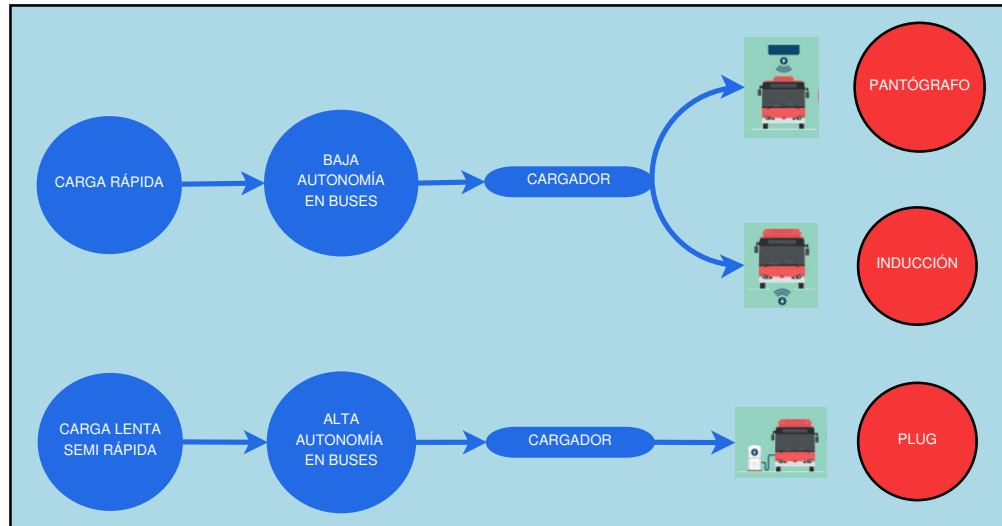 CARGA RÁPIDA
BAJA
AUTONOMÍA
EN BUSES
CARGADOR
PANTÓGRAFO
INDUCCIÓN
CARGA LENTA
SEMI RÁPIDA
ALTA
AUTONOMÍA
EN BUSES
CARGADOR
PLUG